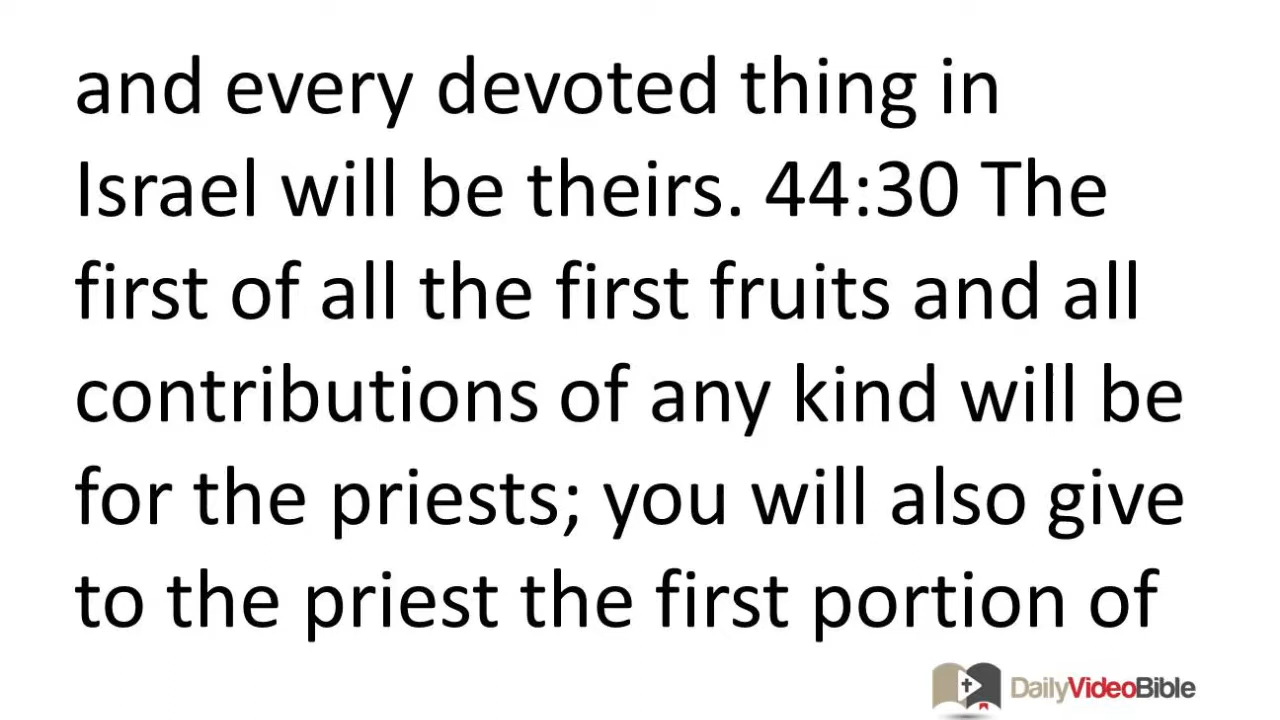 and every devoted thing in
Israel will be theirs. 44:30 The
first of all the first fruits and all
contributions of any kind will be
for the priests; you will also give
to the priest the first portion of
DailyVideoBible